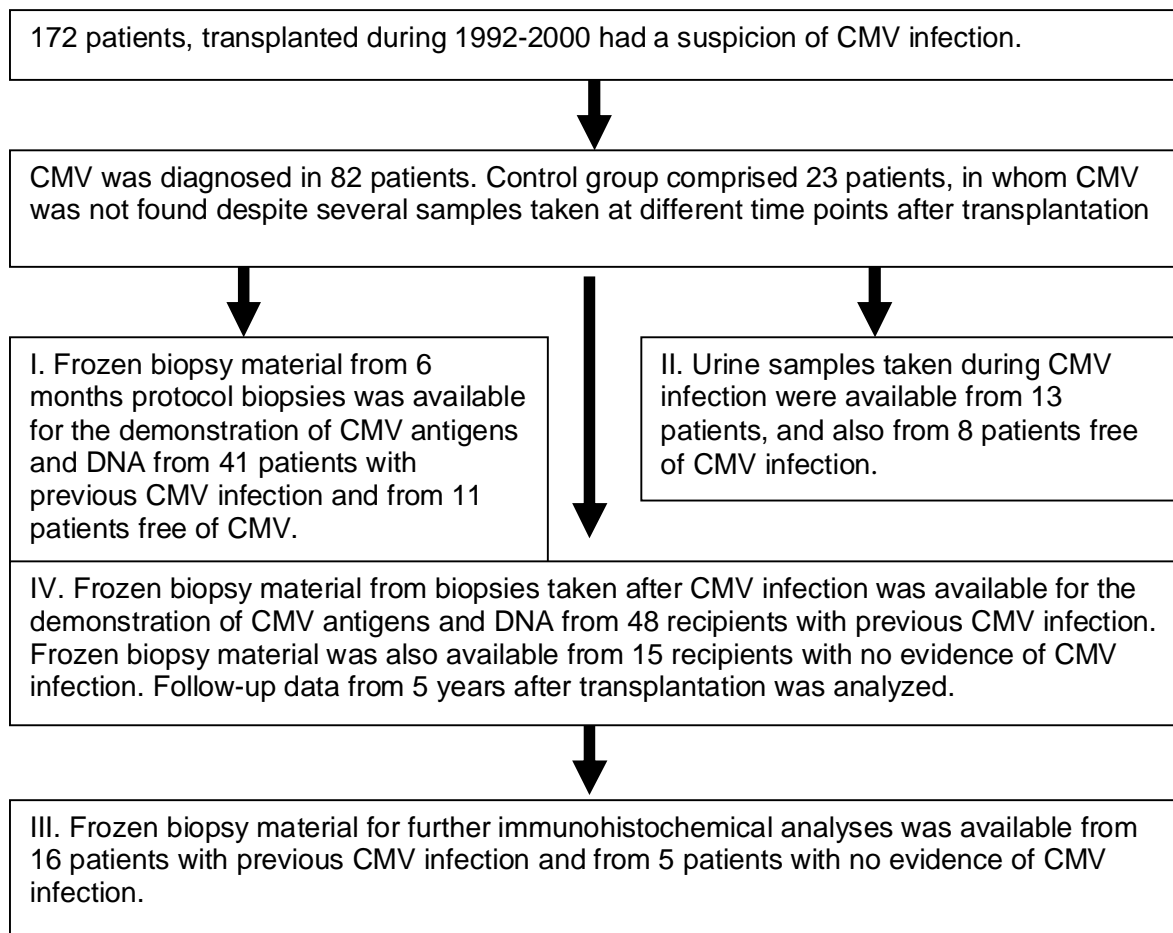 172 patients, transplanted during 1992-2000 had a suspicion of CMV infection.
CMV was diagnosed in 82 patients. Control group comprised 23 patients, in whom CMV
was not found despite several samples taken at different time points after transplantation
I. Frozen biopsy material from 6
months protocol biopsies was available
for the demonstration of CMV antigens
and DNA from 41 patients with
previous CMV infection and from 11
patients free of CMV.
II. Urine samples taken during CMV
infection were available from 13
patients, and also from 8 patients free
of CMV infection.
IV. Frozen biopsy material from biopsies taken after CMV infection was available for the
demonstration of CMV antigens and DNA from 48 recipients with previous CMV infection.
Frozen biopsy material was also available from 15 recipients with no evidence of CMV
infection. Follow-up data from 5 years after transplantation was analyzed.
III. Frozen biopsy material for further immunohistochemical analyses was available from
16 patients with previous CMV infection and from 5 patients with no evidence of CMV
infection.